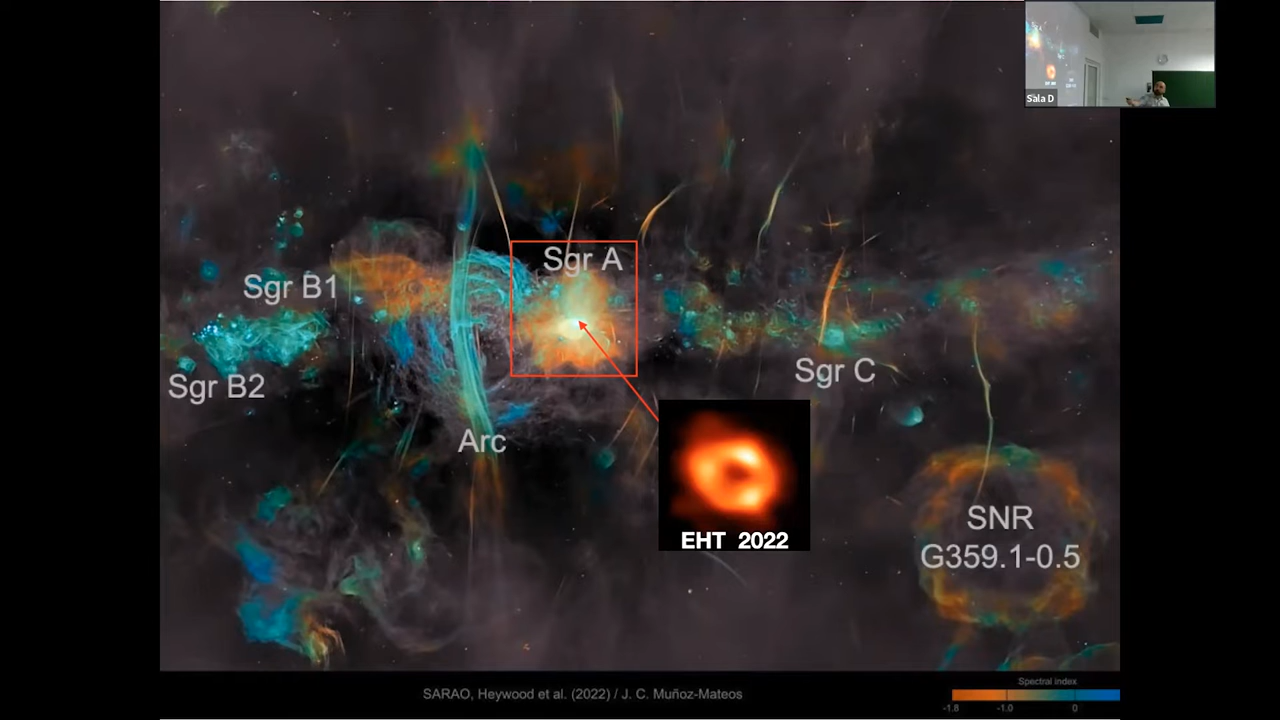 Sala D
Sgr A
Sgr B1
Sgr B2
Sgr C
Arc
SNR
G359.1-0.5
EHT 2022
SARAO, Heywood et al. (2022) / J. C. Muñoz-Mateos
Spectral index
-1.8 -1.0 0